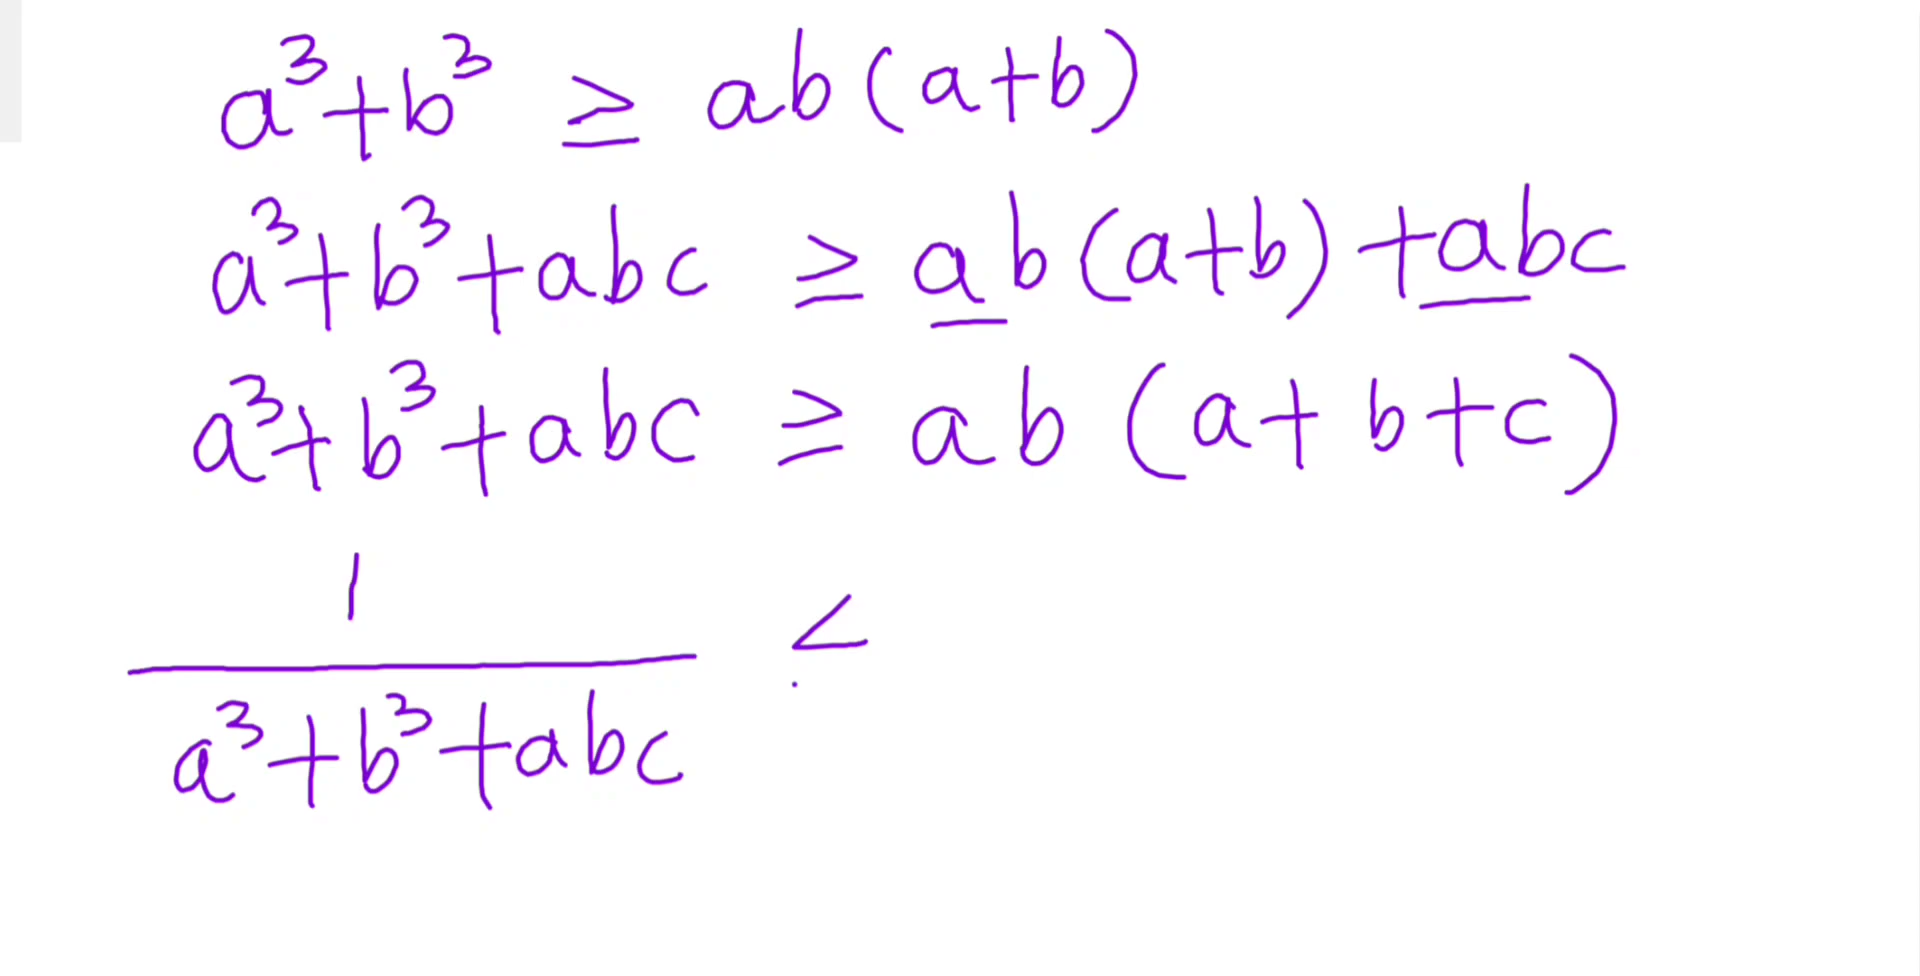 a³+b³ ≥ ab(a+b)
a³+b³+abc ≥ ab(a+b)+abc
a³+b³+abc ≥ ab(a+b+c)
1
a³+b³+abc <